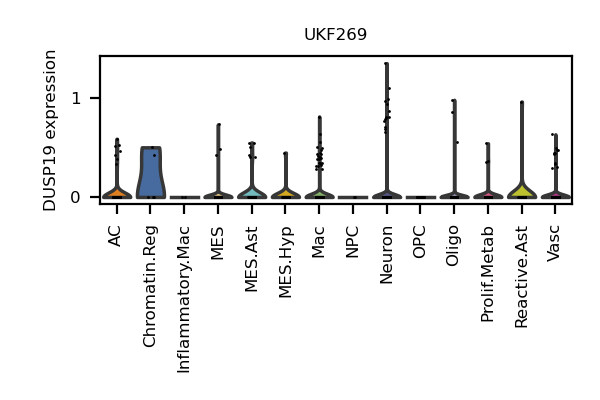 UKF269
DUSP19 expression
1
0
AC
Chromatin.Reg
Inflammatory.Mac
MES
MES.Ast
MES.Hyp
Mac
NPC
Neuron
OPC
Oligo
Prolif.Metab
Reactive.Ast
Vasc